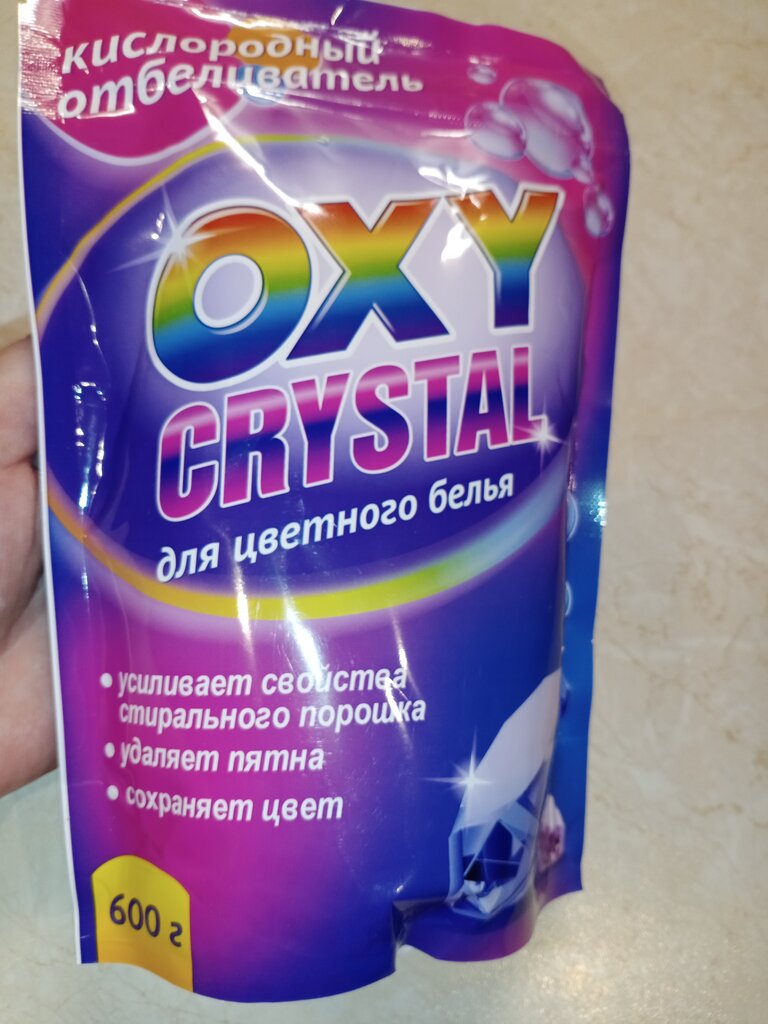 кислородный
отбеливатель
OXY
CRYSTAL
для цветного белья
• усиливает свойства
стирального порошка
• удаляет пятна
• сохраняет цвет
600 г